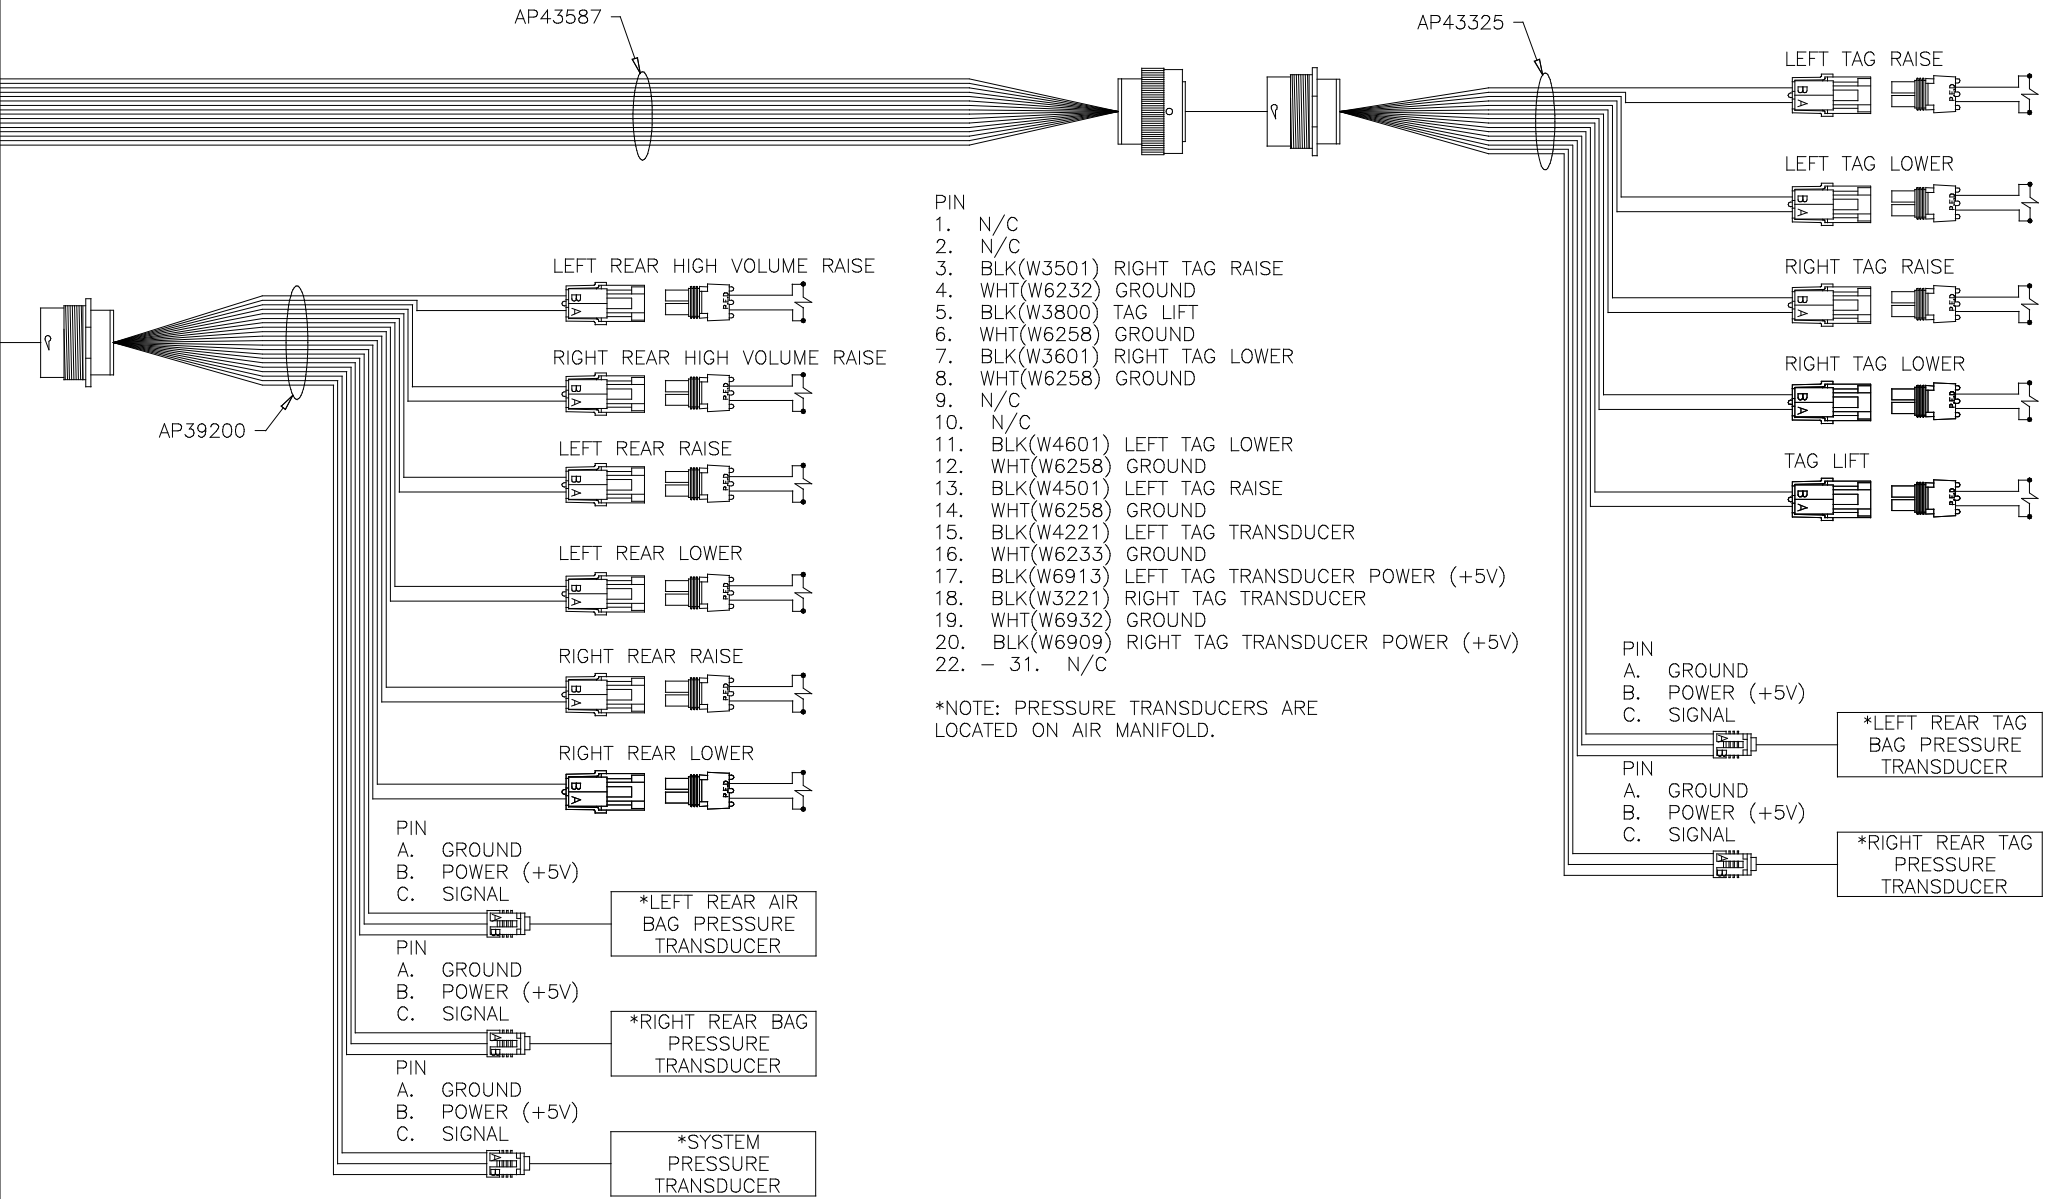 AP43587
AP43325
LEFT TAG RAISE
B
A
P.E.D
LEFT TAG LOWER
B
A
P.E.D
RIGHT TAG RAISE
B
A
P.E.D
RIGHT TAG LOWER
B
A
P.E.D
TAG LIFT
B
A
P.E.D
PIN
1. N/C
2. N/C
3. BLK(W3501) RIGHT TAG RAISE
4. WHT(W6232) GROUND
5. BLK(W3800) TAG LIFT
6. WHT(W6258) GROUND
7. BLK(W3601) RIGHT TAG LOWER
8. WHT(W6258) GROUND
9. N/C
10. N/C
11. BLK(W4601) LEFT TAG LOWER
12. WHT(W6258) GROUND
13. BLK(W4501) LEFT TAG RAISE
14. WHT(W6258) GROUND
15. BLK(W4221) LEFT TAG TRANSDUCER
16. WHT(W6233) GROUND
17. BLK(W6913) LEFT TAG TRANSDUCER POWER (+5V)
18. BLK(W3221) RIGHT TAG TRANSDUCER
19. WHT(W6932) GROUND
20. BLK(W6909) RIGHT TAG TRANSDUCER POWER (+5V)
22. – 31. N/C
*NOTE: PRESSURE TRANSDUCERS ARE
LOCATED ON AIR MANIFOLD.
AP39200
LEFT REAR HIGH VOLUME RAISE
B
A
P.E.D
RIGHT REAR HIGH VOLUME RAISE
B
A
P.E.D
LEFT REAR RAISE
B
A
P.E.D
LEFT REAR LOWER
B
A
P.E.D
RIGHT REAR RAISE
B
A
P.E.D
RIGHT REAR LOWER
B
A
P.E.D
PIN
A. GROUND
B. POWER (+5V)
C. SIGNAL
A
B
*LEFT REAR AIR
BAG PRESSURE
TRANSDUCER
PIN
A. GROUND
B. POWER (+5V)
C. SIGNAL
A
B
*RIGHT REAR BAG
PRESSURE
TRANSDUCER
PIN
A. GROUND
B. POWER (+5V)
C. SIGNAL
A
B
*SYSTEM
PRESSURE
TRANSDUCER
PIN
A. GROUND
B. POWER (+5V)
C. SIGNAL
A
B
*LEFT REAR TAG
BAG PRESSURE
TRANSDUCER
PIN
A. GROUND
B. POWER (+5V)
C. SIGNAL
A
B
*RIGHT REAR TAG
PRESSURE
TRANSDUCER